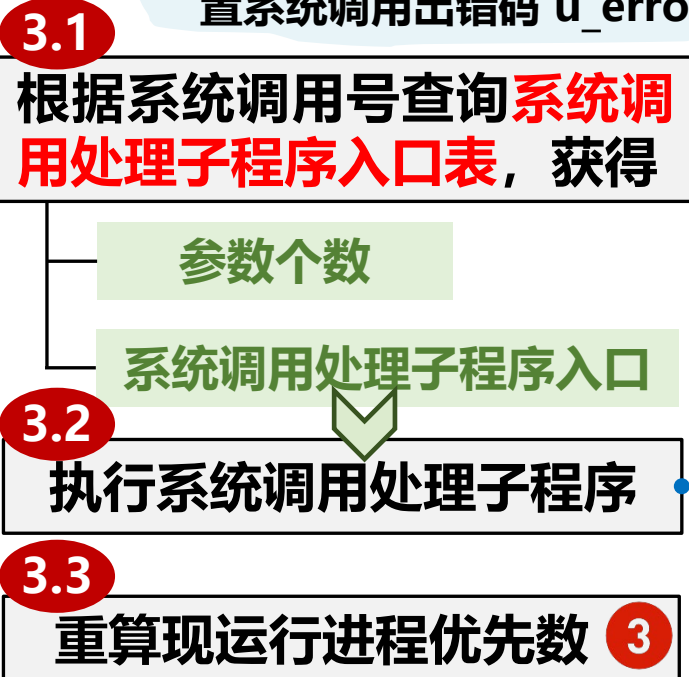 置系统调用出错码 u_erro
3.1
根据系统调用号查询系统调
用处理子程序入口表，获得
参数个数
系统调用处理子程序入口
3.2
执行系统调用处理子程序
3.3
重算现运行进程优先数 3